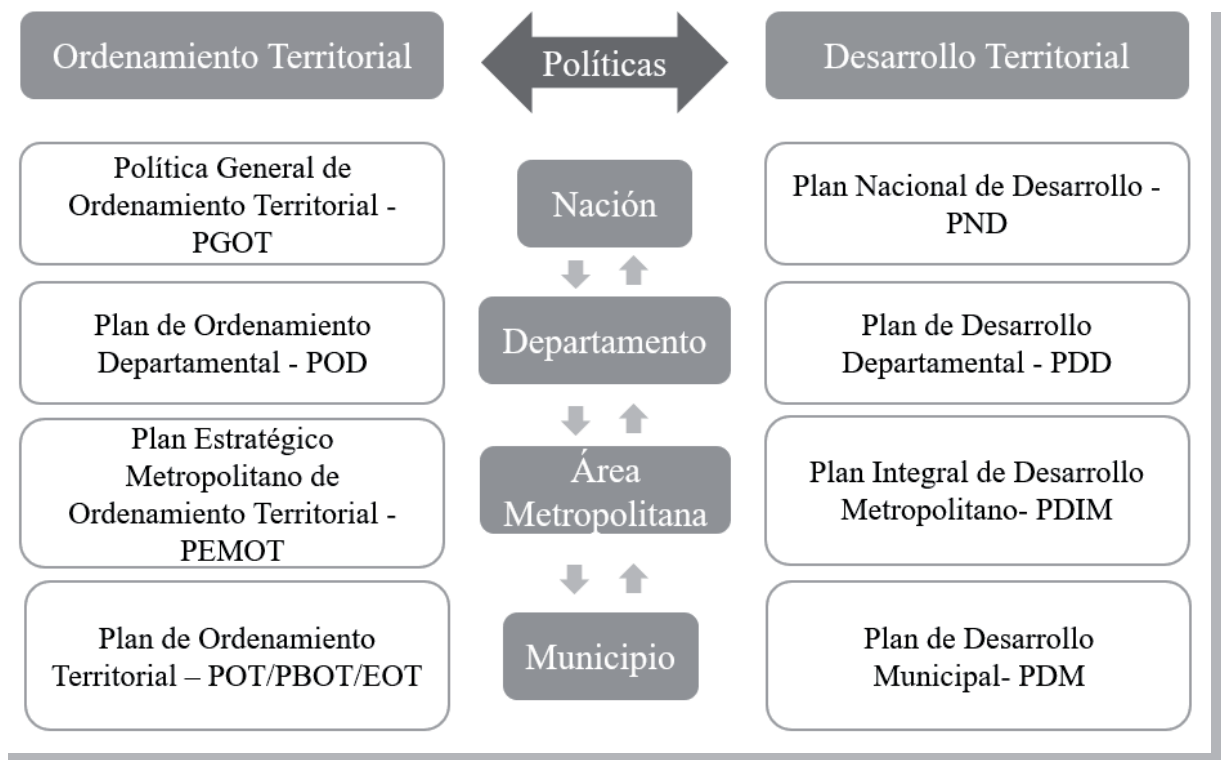 Ordenamiento Territorial
Políticas
Desarrollo Territorial
Política General de
Ordenamiento Territorial -
PGOT
Nación
Plan Nacional de Desarrollo -
PND
Plan de Ordenamiento
Departamental - POD
Departamento
Plan de Desarrollo
Departamental - PDD
Plan Estratégico
Metropolitano de
Ordenamiento Territorial -
PEMOT
Área
Metropolitana
Plan Integral de Desarrollo
Metropolitano- PDIM
Plan de Ordenamiento
Territorial – POT/PBOT/EOT
Municipio
Plan de Desarrollo
Municipal- PDM